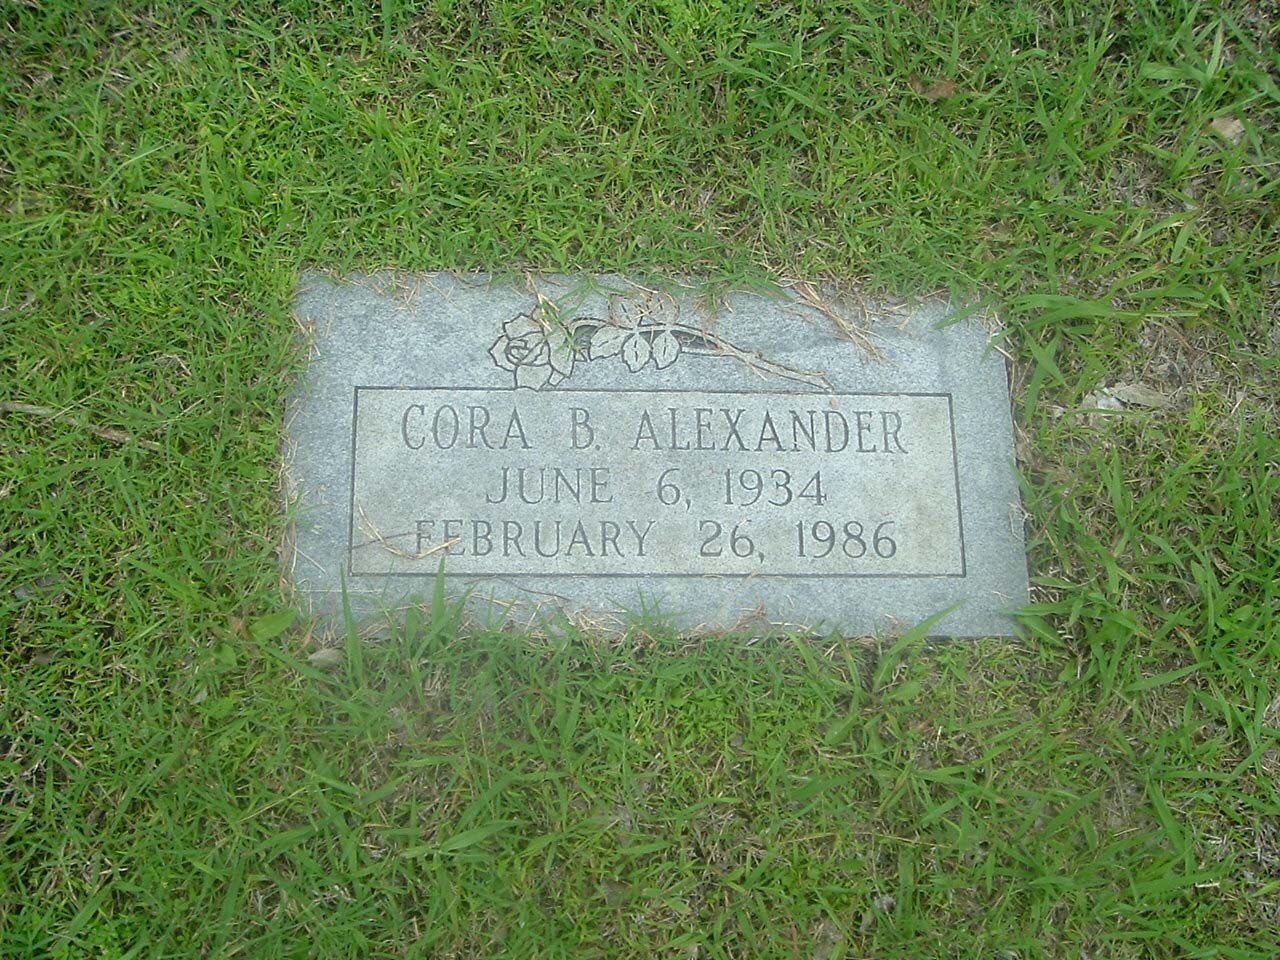 CORA B. ALEXANDER
JUNE 6, 1934
FEBRUARY 26, 1986